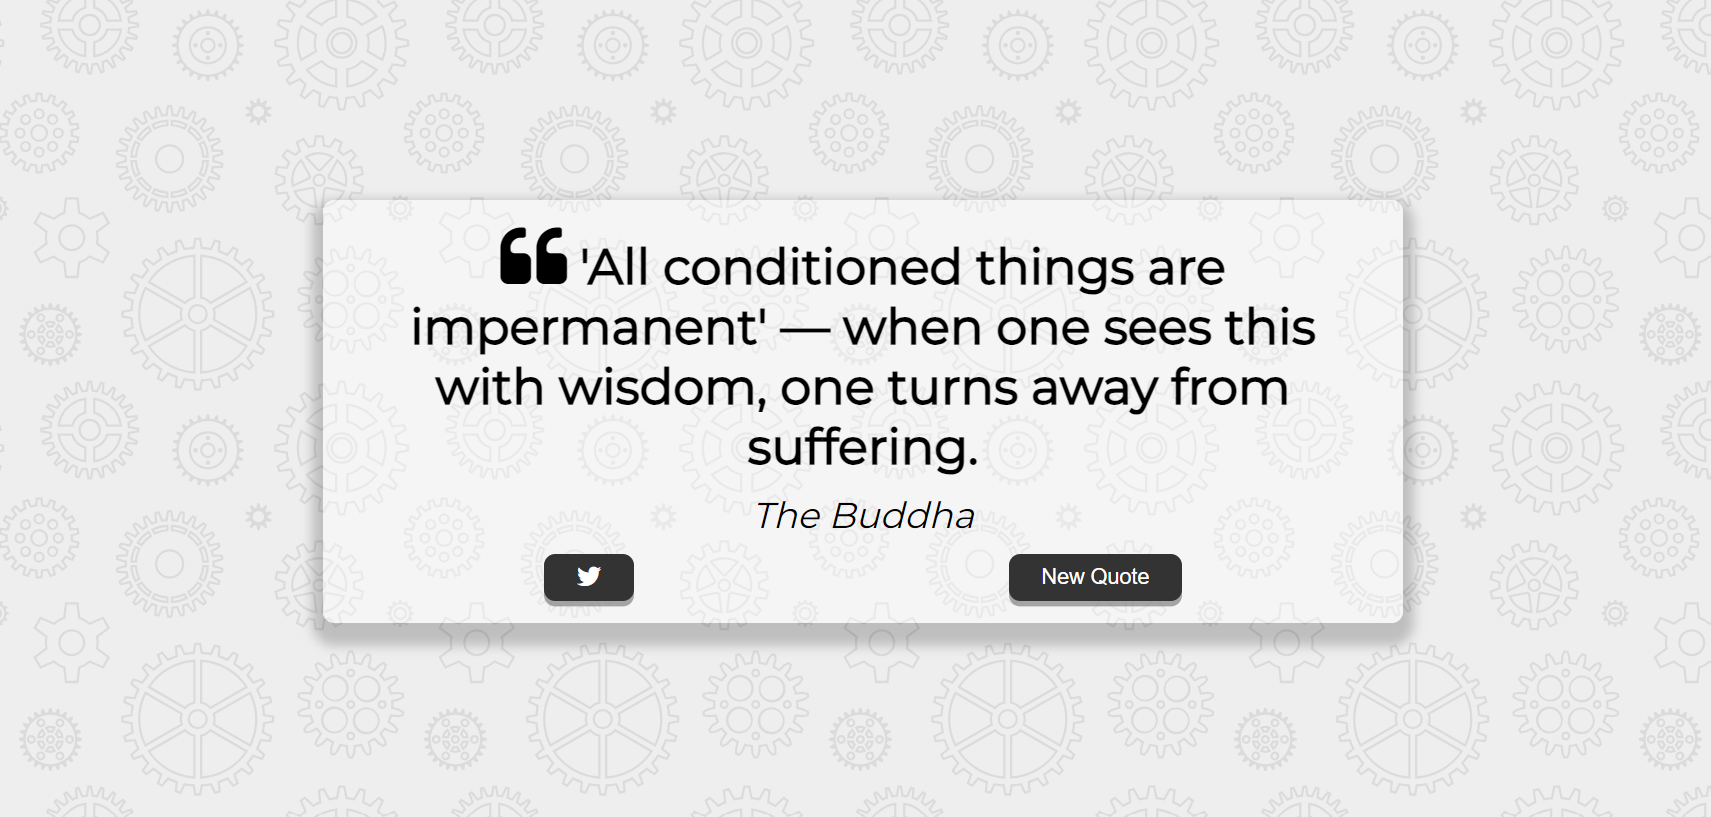 'All conditioned things are
impermanent' — when one sees this
with wisdom, one turns away from
suffering.
The Buddha
New Quote